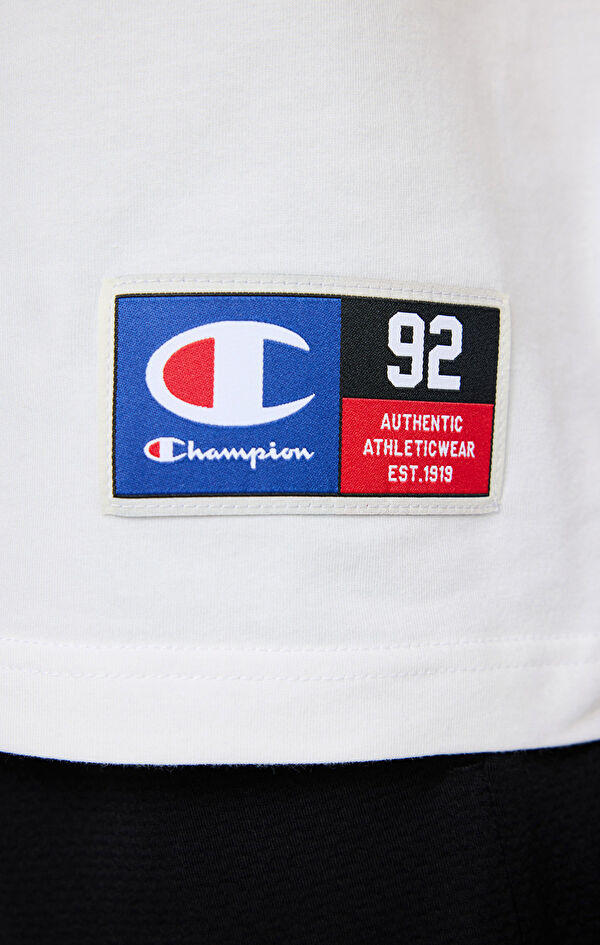 Champion
92
AUTHENTIC
ATHLETICWEAR
EST.1919